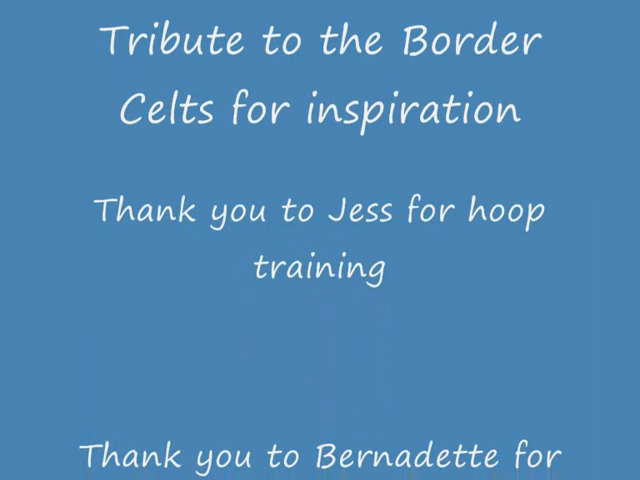 Tribute to the Border
Celts for inspiration
Thank you to Jess for hoop
training
Thank you to Bernadette for